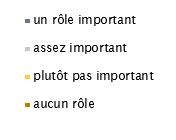 un rôle important
assez important
plutôt pas important
aucun rôle